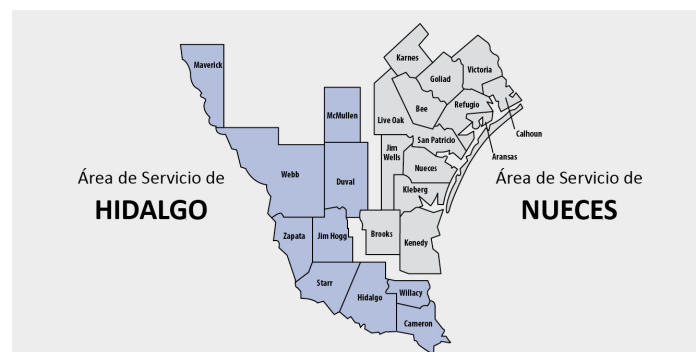 Área de Servicio de
HIDALGO
Maverick
McMullen
Webb
Duval
Zapata
Jim Hogg
Starr
Hidalgo
Willacy
Cameron
Karnes
Goliad
Victoria
Bee
Refugio
Live Oak
Calhoun
San Patricio
Aransas
Jim
Wells
Nueces
Kleberg
Brooks
Kenedy
Área de Servicio de
NUECES